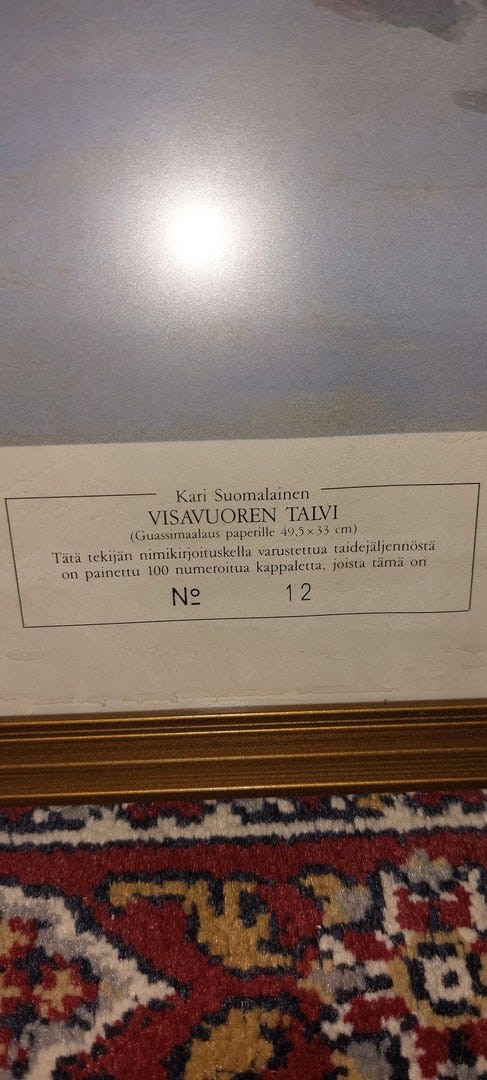 Kari Suomalainen
VISAVUOREN TALVI
(Guassimaalaus paperille 49,5 × 33 cm)
Tätä tekijän nimikirjoituskella varustettua taidejäljennöstä
on painettu 100 numeroitua kappaletta, joista tämä on
Nº 12